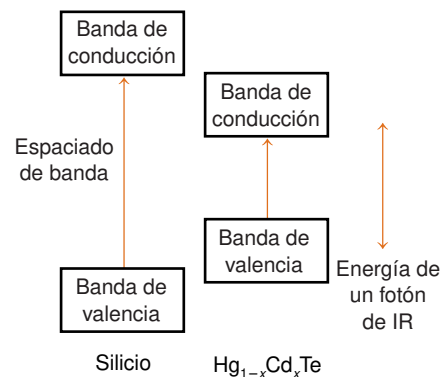 Banda de
conducción
Banda de
conducción
Espaciado
de banda
Banda de
valencia
Banda de
valencia
Energía de
un fotón
de IR
Silicio
Hg₁₋ₓCdₓTe